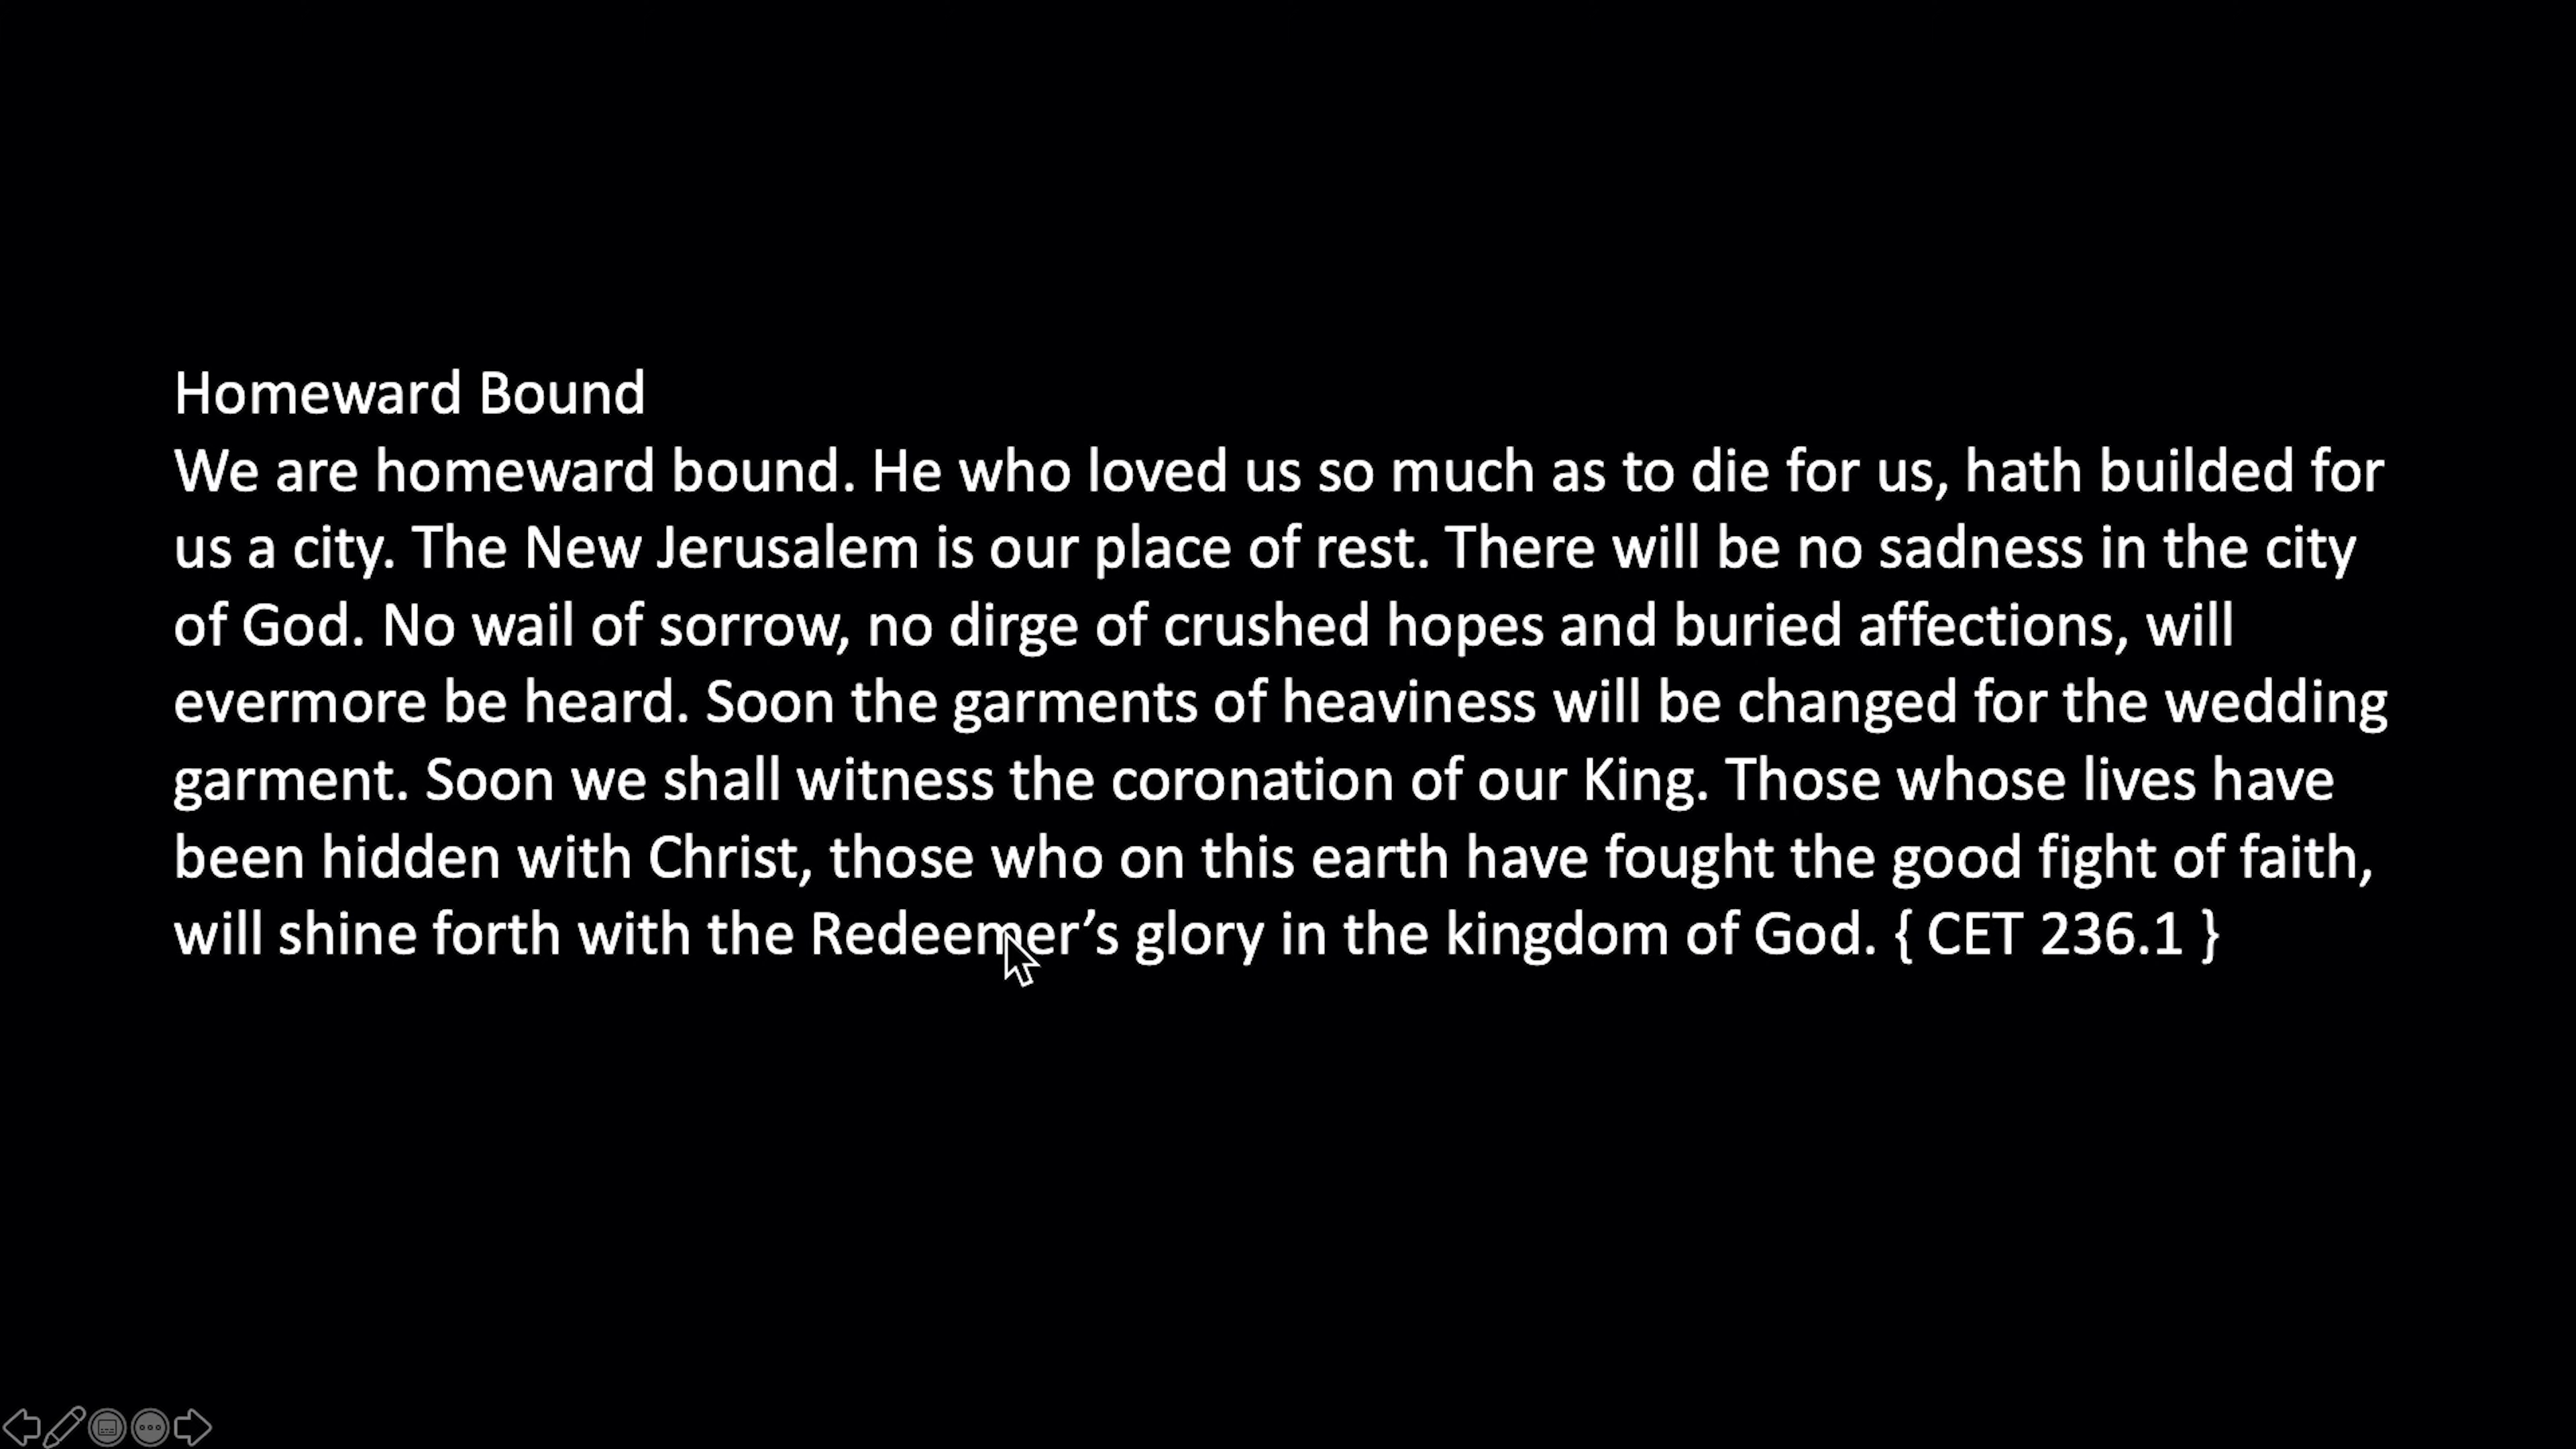 Homeward Bound
We are homeward bound. He who loved us so much as to die for us, hath builded for
us a city. The New Jerusalem is our place of rest. There will be no sadness in the city
of God. No wail of sorrow, no dirge of crushed hopes and buried affections, will
evermore be heard. Soon the garments of heaviness will be changed for the wedding
garment. Soon we shall witness the coronation of our King. Those whose lives have
been hidden with Christ, those who on this earth have fought the good fight of faith,
will shine forth with the Redeemer’s glory in the kingdom of God. { CET 236.1 }